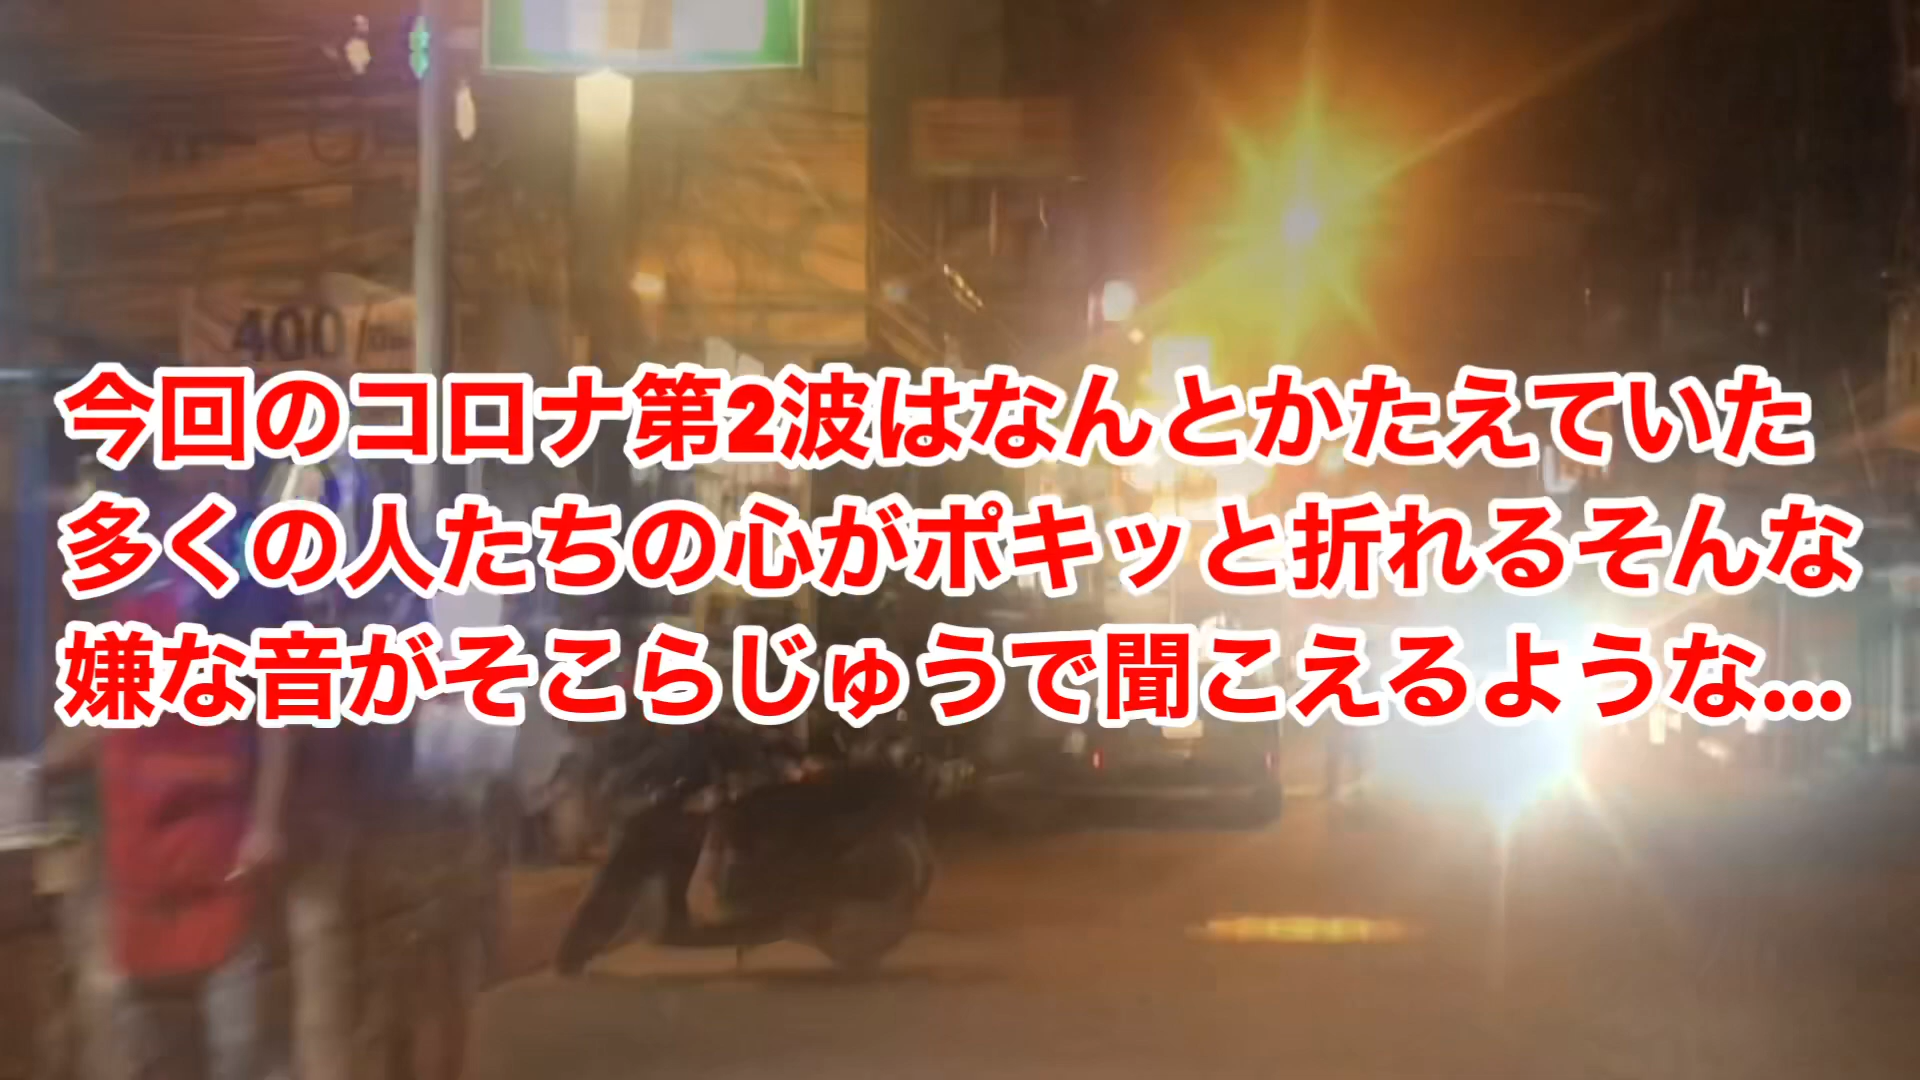 400/
今回のコロナ第2波はなんとかたえていた
多くの人たちの心がポキッと折れるそんな
嫌な音がそこらじゅうで聞こえるような...